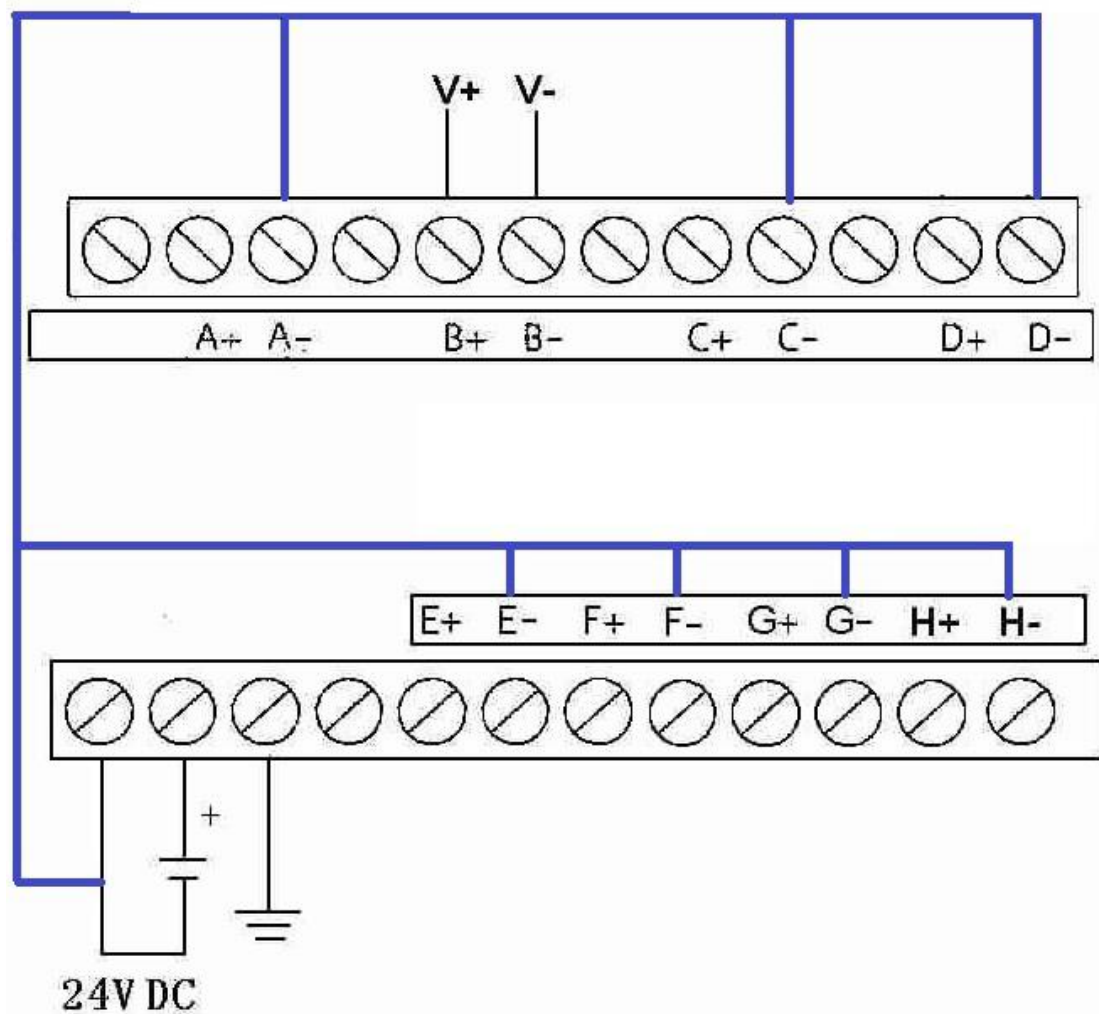 V+ V-
A+ A- B+ B- C+ C- D+ D-
E+ E- F+ F- G+ G- H+ H-
+
24V DC